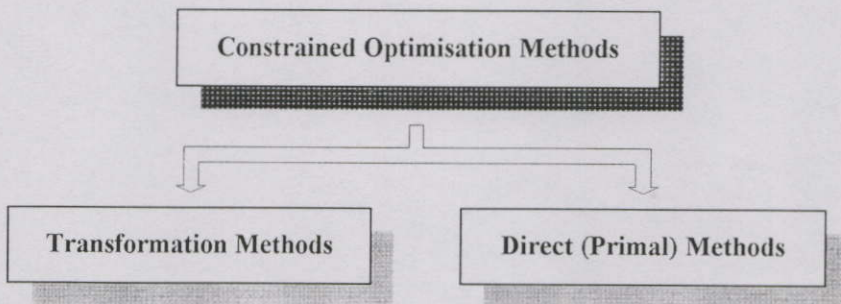 Constrained Optimisation Methods
Transformation Methods
Direct (Primal) Methods